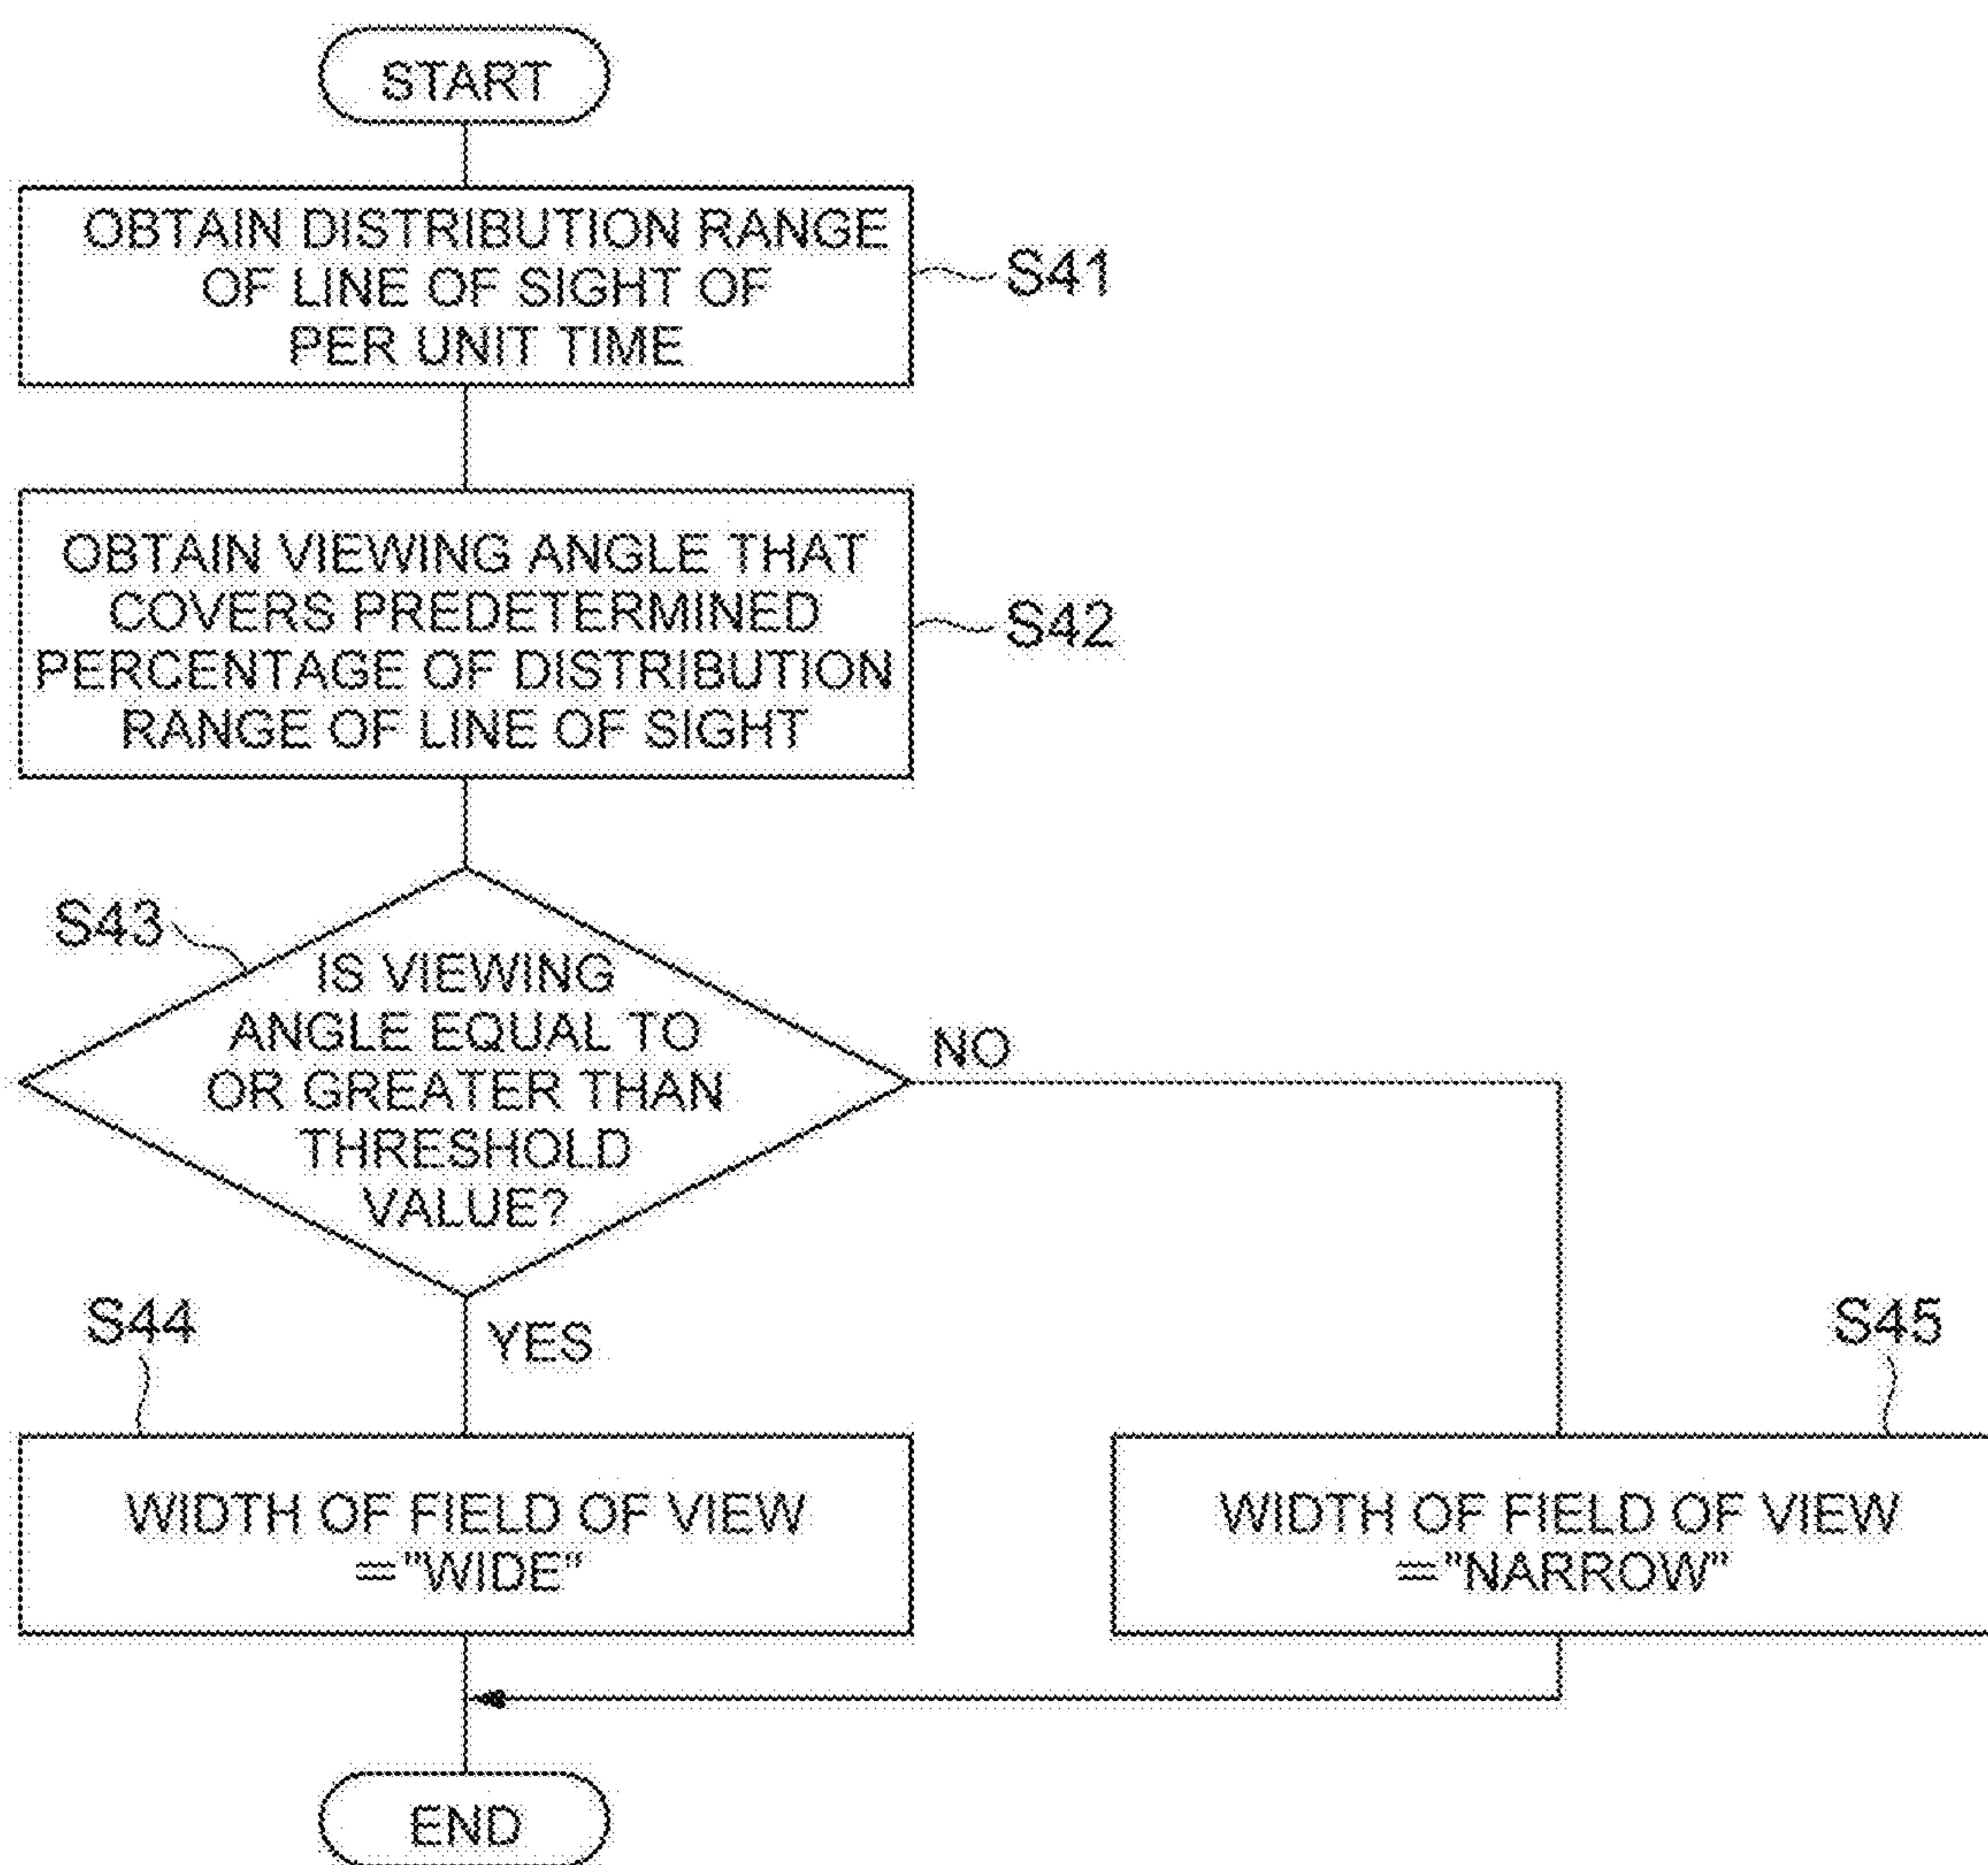 START
OBTAIN DISTRIBUTION RANGE
OF LINE OF SIGHT OF
PER UNIT TIME
S41
OBTAIN VIEWING ANGLE THAT
COVERS PREDETERMINED
PERCENTAGE OF DISTRIBUTION
RANGE OF LINE OF SIGHT
S42
S43
IS VIEWING
ANGLE EQUAL TO
OR GREATER THAN
THRESHOLD
VALUE?
NO
YES
S44
WIDTH OF FIELD OF VIEW
="WIDE"
S45
WIDTH OF FIELD OF VIEW
="NARROW"
END